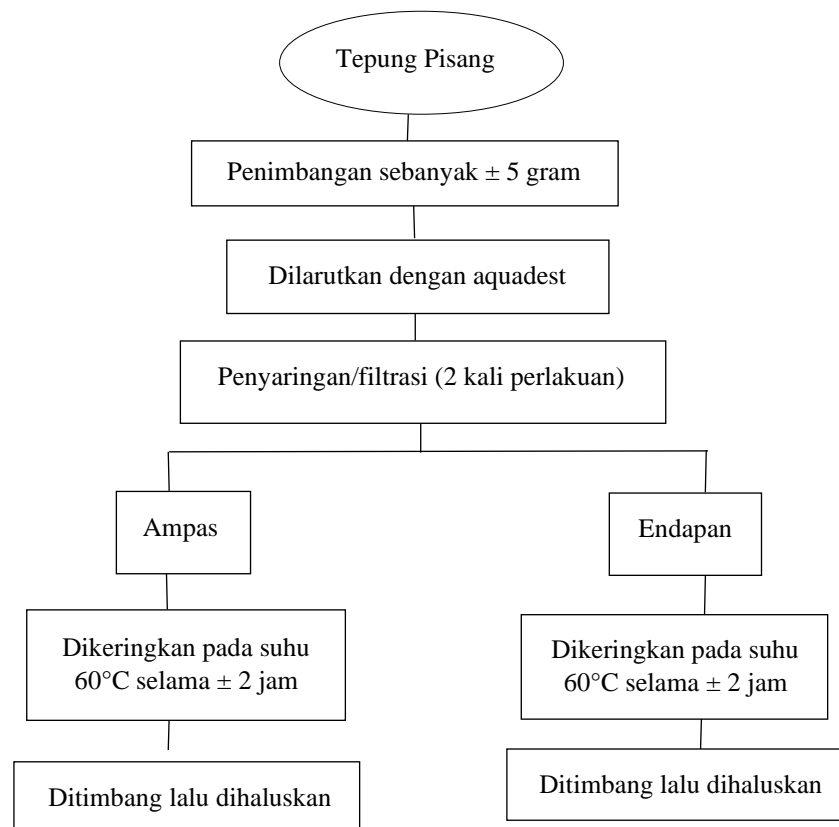 Tepung Pisang
Penimbangan sebanyak ± 5 gram
Dilarutkan dengan aquadest
Penyaringan/filtrasi (2 kali perlakuan)
Ampas
Endapan
Dikeringkan pada suhu
60°C selama ± 2 jam
Dikeringkan pada suhu
60°C selama ± 2 jam
Ditimbang lalu dihaluskan
Ditimbang lalu dihaluskan